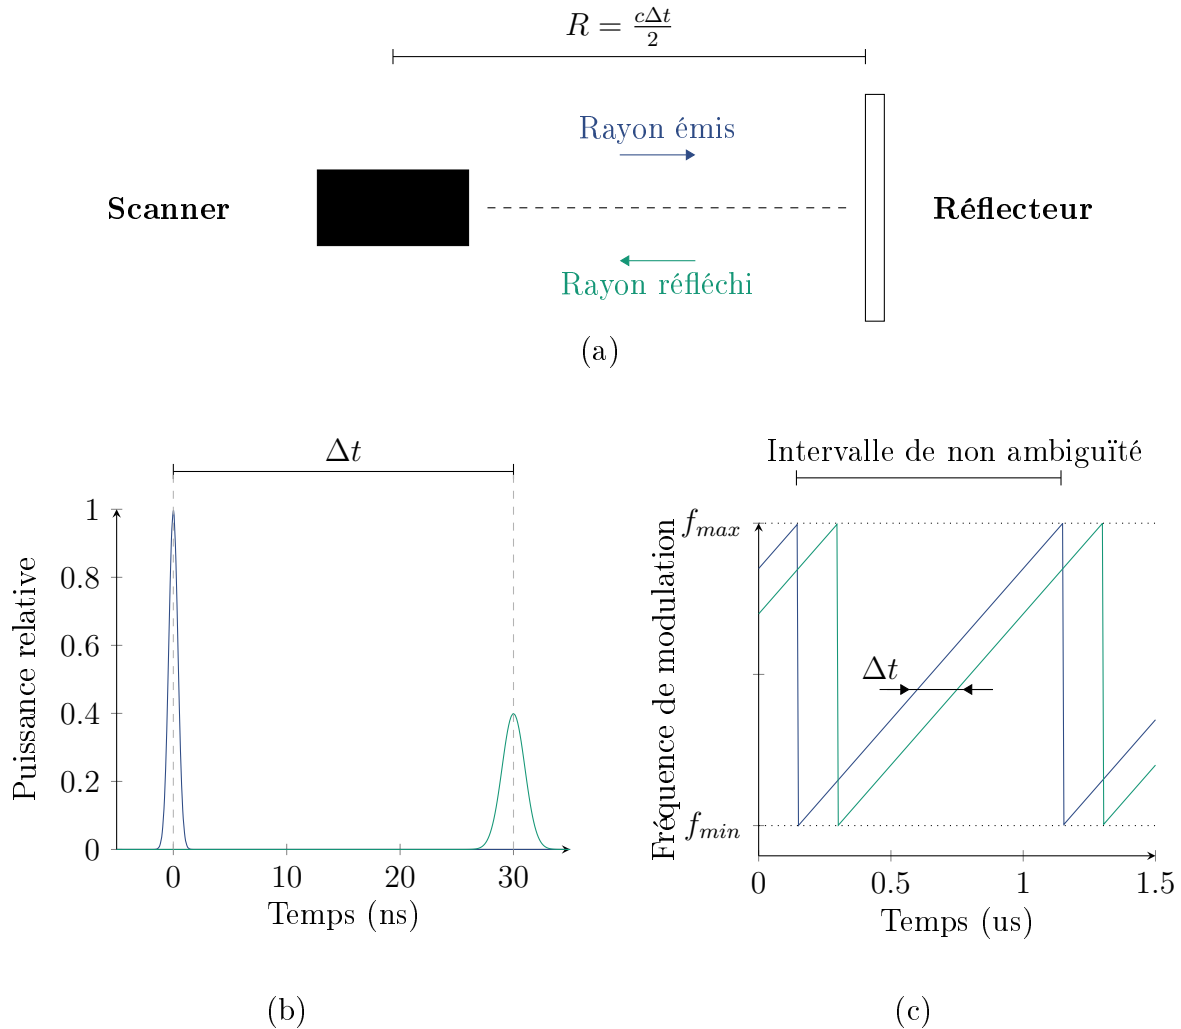 R = cΔt/2
Rayon émis
Scanner
Réflecteur
Rayon réfléchi
(a)
Δt
1
0.8
0.6
0.4
0.2
0
Puissance relative
0 10 20 30
Temps (ns)
(b)
Intervalle de non ambiguïté
f_max
Δt
f_min
Fréquence de modulation
0 0.5 1 1.5
Temps (us)
(c)